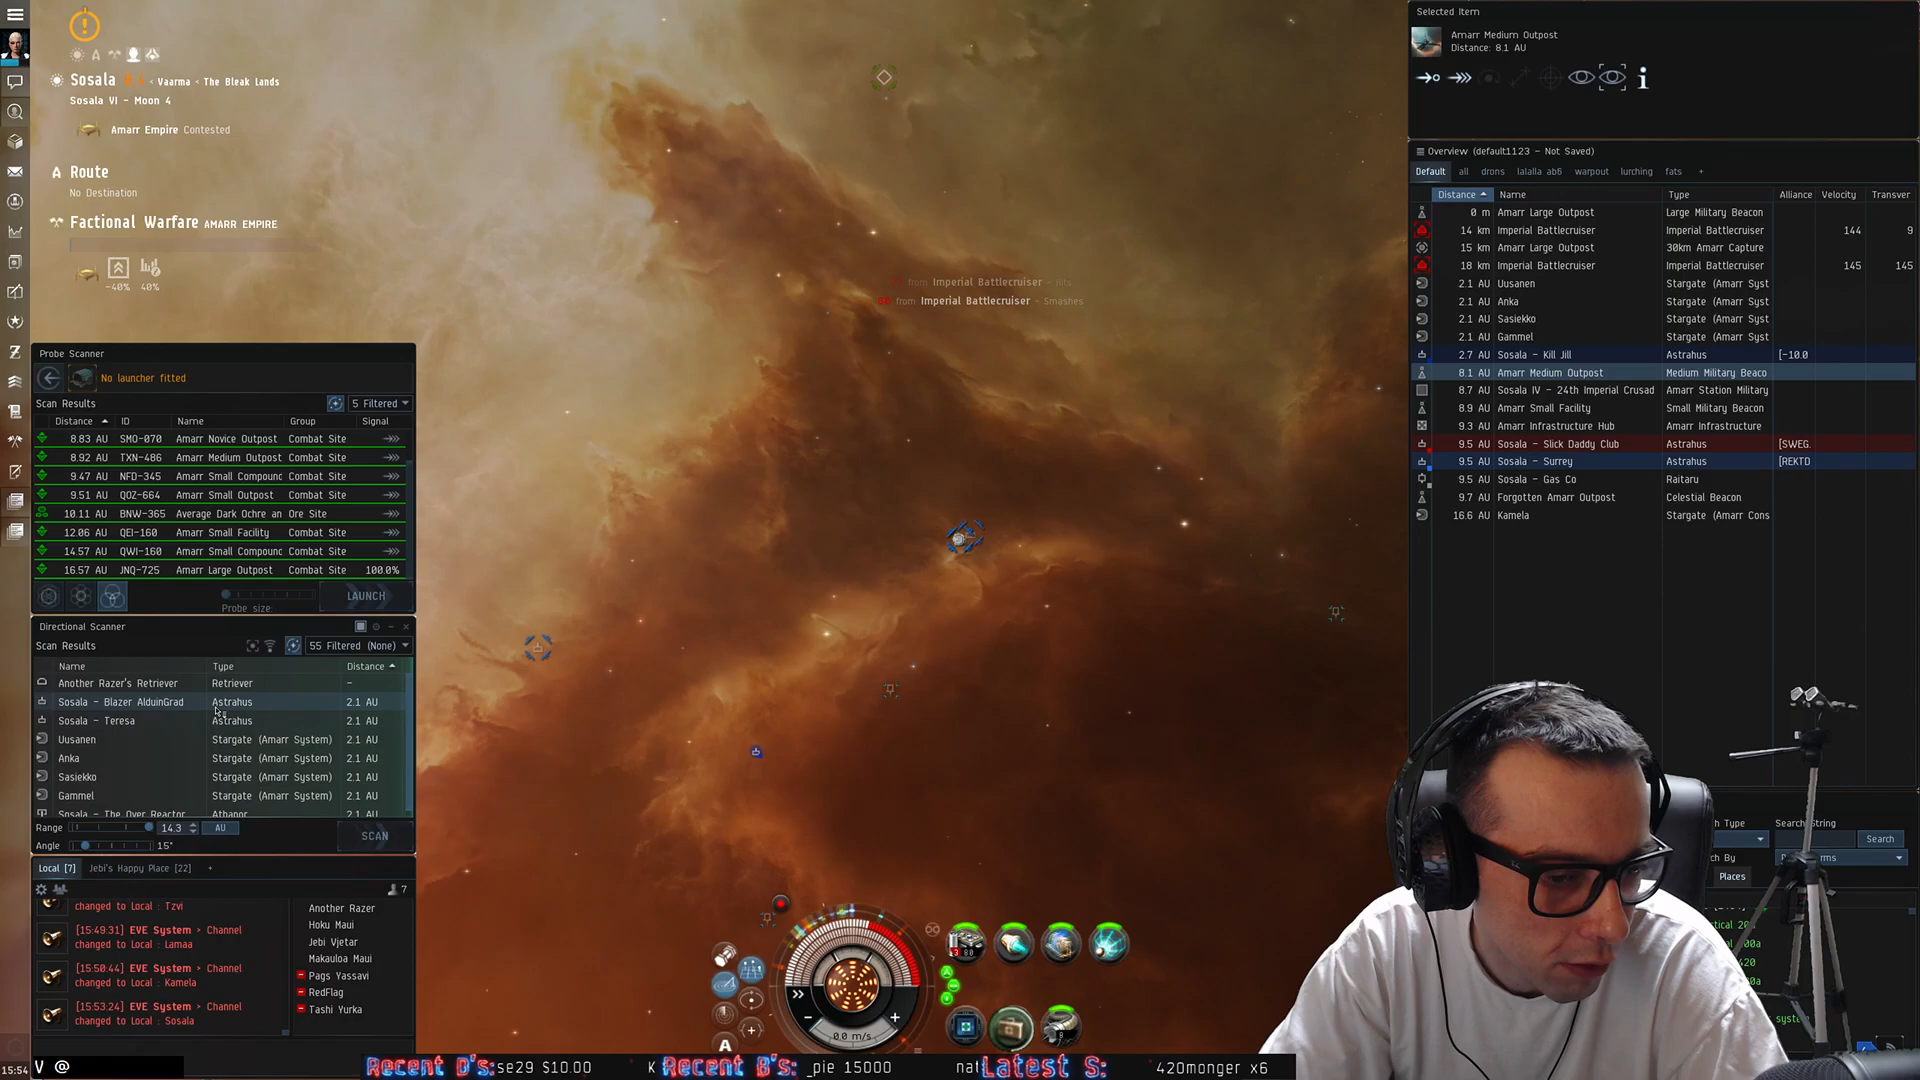 Sosala 0.4 < Vaarma < The Bleak Lands
Sosala VI - Moon 4
Amarr Empire Contested
Route
No Destination
Factional Warfare AMARR EMPIRE
-40% 40%
Probe Scanner
No launcher fitted
Scan Results 5 Filtered
Distance ID Name Group Signal
8.83 AU SMO-070 Amarr Novice Outpost Combat Site
8.92 AU TXN-486 Amarr Medium Outpost Combat Site
9.47 AU NFD-345 Amarr Small Compound Combat Site
9.51 AU QOZ-664 Amarr Small Outpost Combat Site
10.11 AU BNW-365 Average Dark Ochre an Ore Site
12.06 AU QEI-160 Amarr Small Facility Combat Site
14.57 AU QWI-160 Amarr Small Compound Combat Site
16.57 AU JNQ-725 Amarr Large Outpost Combat Site 100.0%
LAUNCH
Probe size:
Directional Scanner
Scan Results 55 Filtered (None)
Name Type Distance
Another Razer's Retriever Retriever -
Sosala - Blazer AlduinGrad Astrahus 2.1 AU
Sosala - Teresa Astrahus 2.1 AU
Uusanen Stargate (Amarr System) 2.1 AU
Anka Stargate (Amarr System) 2.1 AU
Sasiekko Stargate (Amarr System) 2.1 AU
Gammel Stargate (Amarr System) 2.1 AU
Sosala - The Over Reactor Athanor 2.1 AU
Range 14.3 AU SCAN
Angle 15°
Local [7] Jebi's Happy Place [22] +
7
changed to Local : Tzvi
[15:49:31] EVE System > Channel
changed to Local : Lamaa
[15:50:44] EVE System > Channel
changed to Local : Kamela
[15:53:24] EVE System > Channel
changed to Local : Sosala
Another Razer
Hoku Maui
Jebi Vjetar
Makauloa Maui
Pags Yassavi
RedFlag
Tashi Yurka
15:54
V @
from Imperial Battlecruiser - Hits
from Imperial Battlecruiser - Smashes
0.0 m/s
Recent D's: se29 $10.00 K Recent B's: _pie 15000 nat Latest S: 420monger x6
Selected Item
Amarr Medium Outpost
Distance: 8.1 AU
Overview (default1123 - Not Saved)
Default all drons lalalla ab6 warpout lurching fats +
Distance Name Type Alliance Velocity Transver
0 m Amarr Large Outpost Large Military Beacon
14 km Imperial Battlecruiser Imperial Battlecruiser 144 9
15 km Amarr Large Outpost 30km Amarr Capture
18 km Imperial Battlecruiser Imperial Battlecruiser 145 145
2.1 AU Uusanen Stargate (Amarr Syst
2.1 AU Anka Stargate (Amarr Syst
2.1 AU Sasiekko Stargate (Amarr Syst
2.1 AU Gammel Stargate (Amarr Syst
2.7 AU Sosala - Kill Jill Astrahus [-10.0
8.1 AU Amarr Medium Outpost Medium Military Beaco
8.7 AU Sosala IV - 24th Imperial Crusad Amarr Station Military
8.9 AU Amarr Small Facility Small Military Beacon
9.3 AU Amarr Infrastructure Hub Amarr Infrastructure
9.5 AU Sosala - Slick Daddy Club Astrahus [SWEG.
9.5 AU Sosala - Surrey Astrahus [REKTD
9.5 AU Sosala - Gas Co Raitaru
9.7 AU Forgotten Amarr Outpost Celestial Beacon
16.6 AU Kamela Stargate (Amarr Cons
h Type Search String
Search
ch By
Places